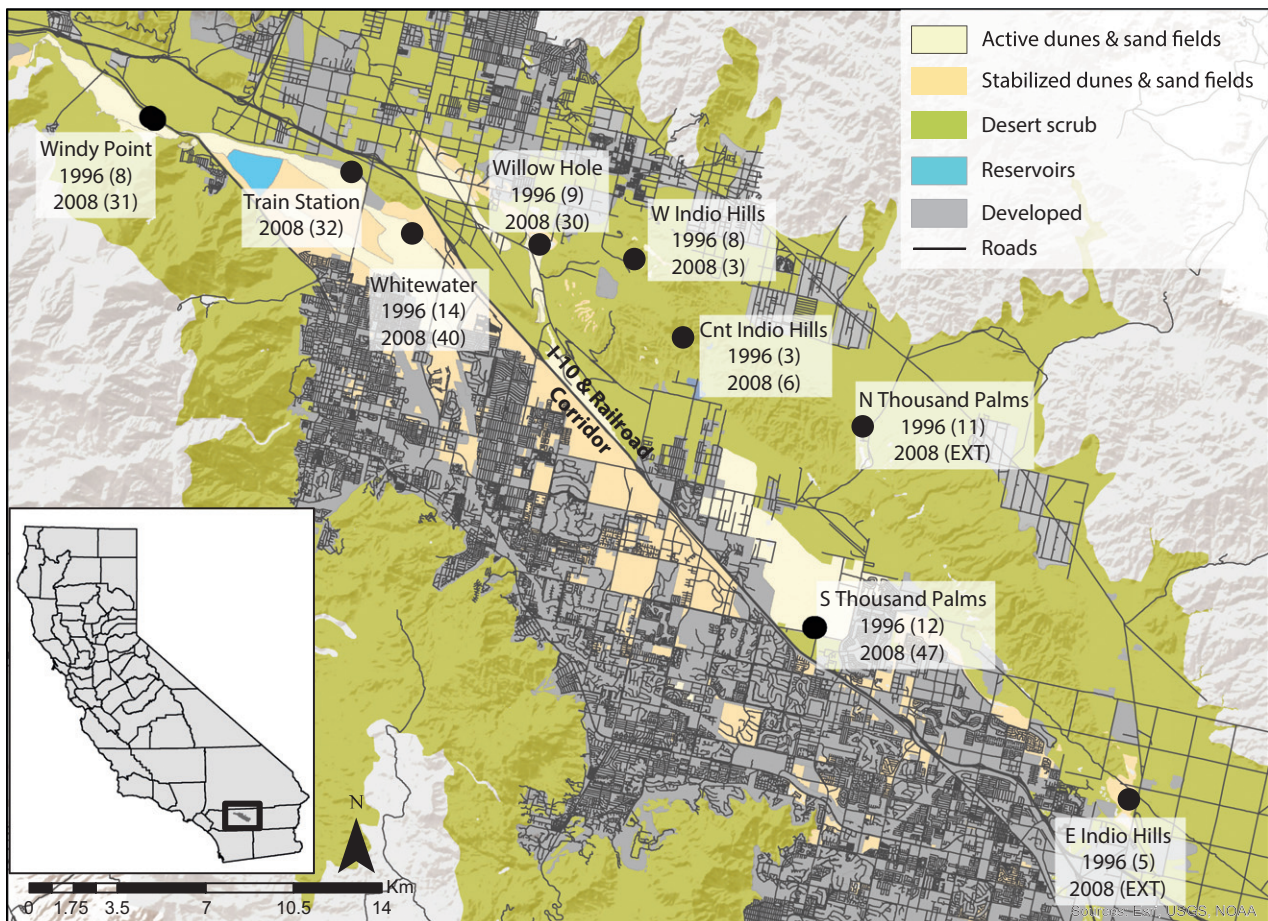 Active dunes & sand fields
Stabilized dunes & sand fields
Desert scrub
Reservoirs
Developed
Roads
Windy Point
1996 (8)
2008 (31)
Train Station
2008 (32)
Willow Hole
1996 (9)
2008 (30)
W Indio Hills
1996 (8)
2008 (3)
Whitewater
1996 (14)
2008 (40)
Cnt Indio Hills
1996 (3)
2008 (6)
I-10 & Railroad
Corridor
N Thousand Palms
1996 (11)
2008 (EXT)
S Thousand Palms
1996 (12)
2008 (47)
E Indio Hills
1996 (5)
2008 (EXT)
N
Km
0 1.75 3.5 7 10.5 14
Sources: Esri, USGS, NOAA